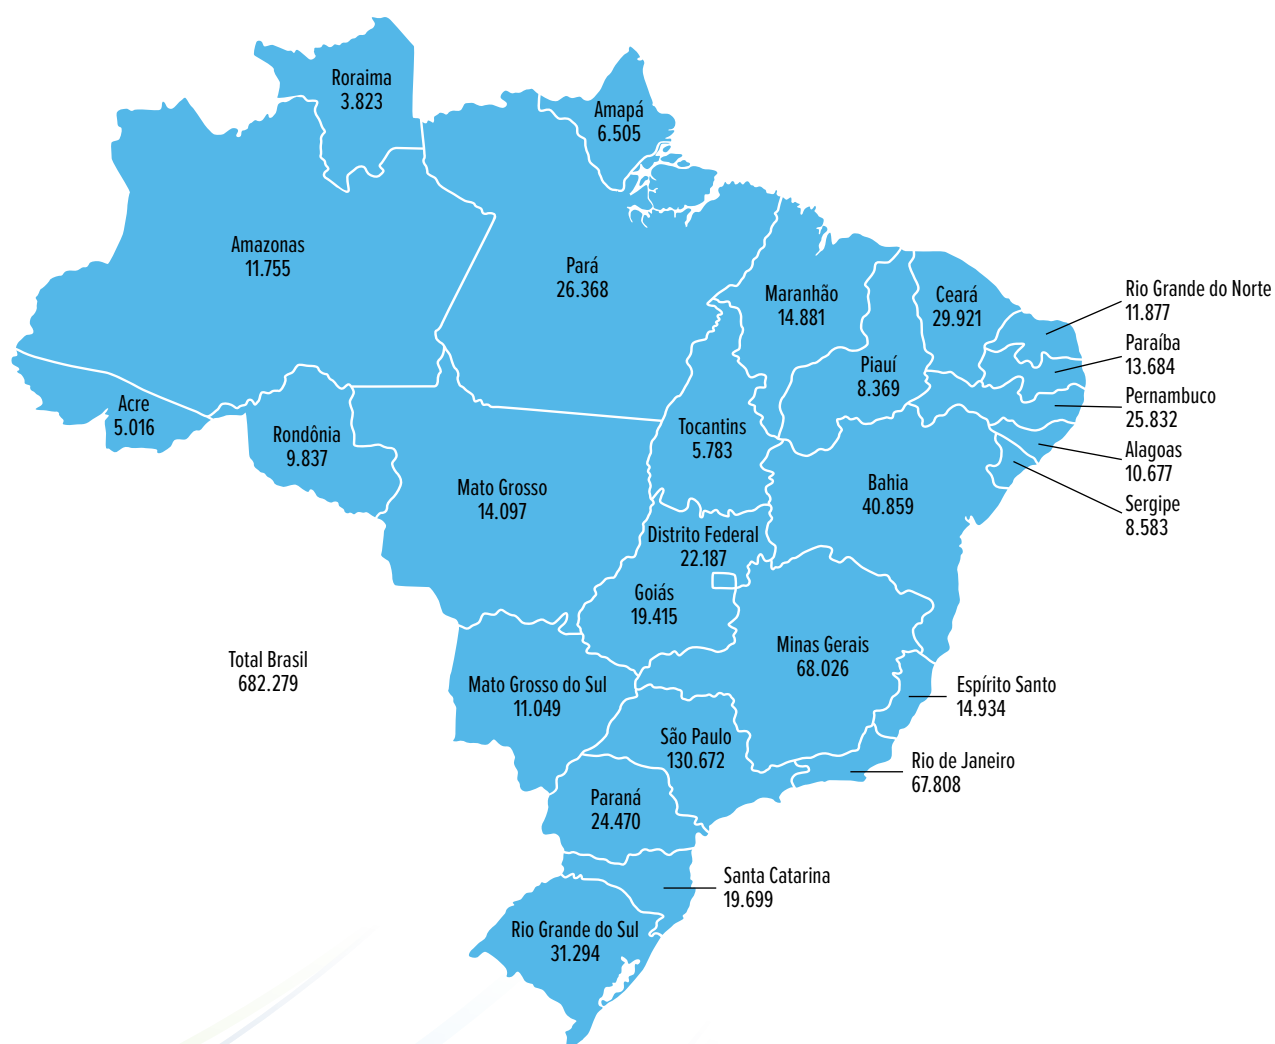 Roraima
3.823
Amapá
6.505
Amazonas
11.755
Pará
26.368
Maranhão
14.881
Ceará
29.921
Rio Grande do Norte
11.877
Paraíba
13.684
Piauí
8.369
Pernambuco
25.832
Acre
5.016
Rondônia
9.837
Tocantins
5.783
Alagoas
10.677
Mato Grosso
14.097
Bahia
40.859
Sergipe
8.583
Distrito Federal
22.187
Goiás
19.415
Minas Gerais
68.026
Total Brasil
682.279
Mato Grosso do Sul
11.049
Espírito Santo
14.934
São Paulo
130.672
Rio de Janeiro
67.808
Paraná
24.470
Santa Catarina
19.699
Rio Grande do Sul
31.294